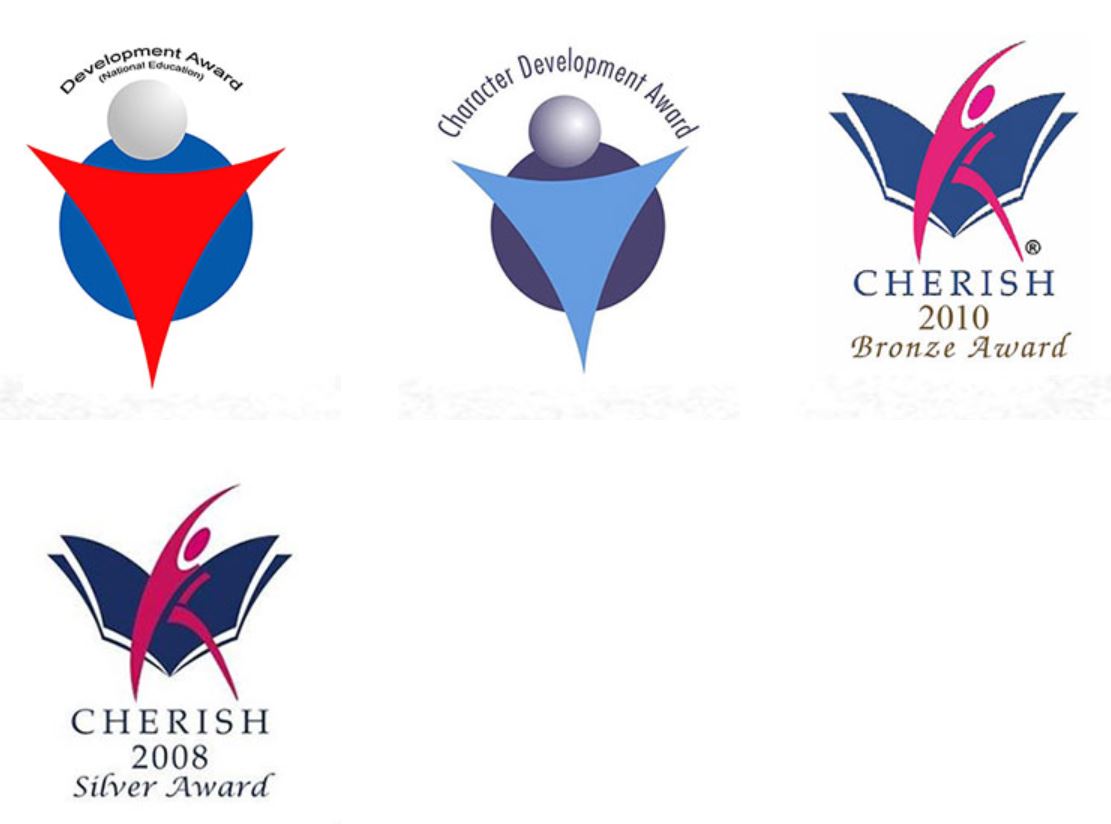 Development Award
(National Education)
Character Development Award
®
CHERISH
2010
Bronze Award
CHERISH
2008
Silver Award